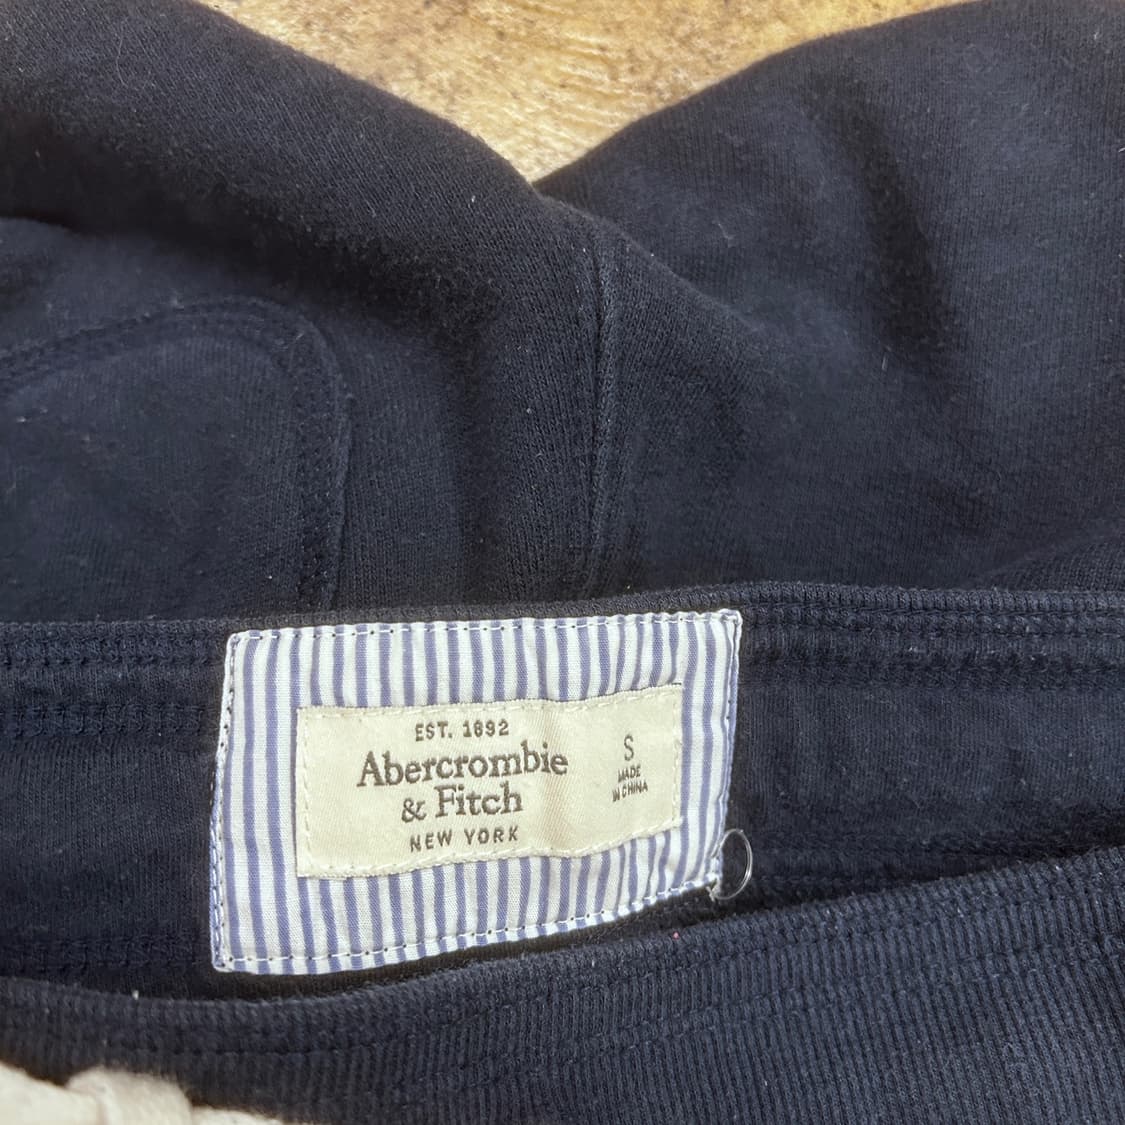 EST. 1892
Abercrombie
& Fitch
NEW YORK
S
MADE
IN CHINA